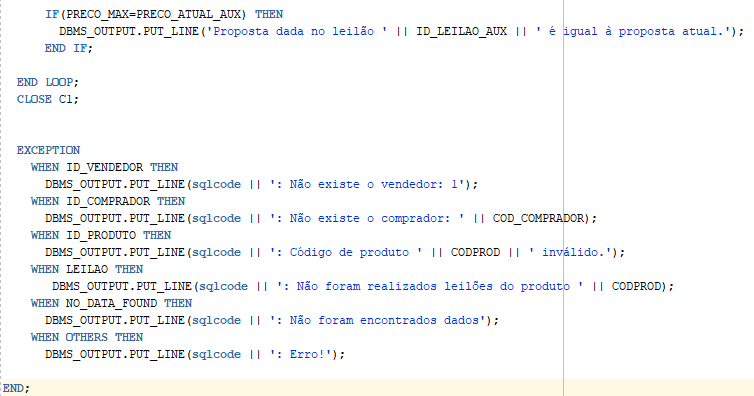 IF(PRECO_MAX=PRECO_ATUAL_AUX) THEN
DBMS_OUTPUT.PUT_LINE('Proposta dada no leilão ' || ID_LEILAO_AUX || ' é igual à proposta atual.');
END IF;
END LOOP;
CLOSE C1;
EXCEPTION
WHEN ID_VENDEDOR THEN
DBMS_OUTPUT.PUT_LINE(sqlcode || ': Não existe o vendedor: 1');
WHEN ID_COMPRADOR THEN
DBMS_OUTPUT.PUT_LINE(sqlcode || ': Não existe o comprador: ' || COD_COMPRADOR);
WHEN ID_PRODUTO THEN
DBMS_OUTPUT.PUT_LINE(sqlcode || ': Código de produto ' || CODPROD || ' inválido.');
WHEN LEILAO THEN
DBMS_OUTPUT.PUT_LINE(sqlcode || ': Não foram realizados leilões do produto ' || CODPROD);
WHEN NO_DATA_FOUND THEN
DBMS_OUTPUT.PUT_LINE(sqlcode || ': Não foram encontrados dados');
WHEN OTHERS THEN
DBMS_OUTPUT.PUT_LINE(sqlcode || ': Erro!');
END;